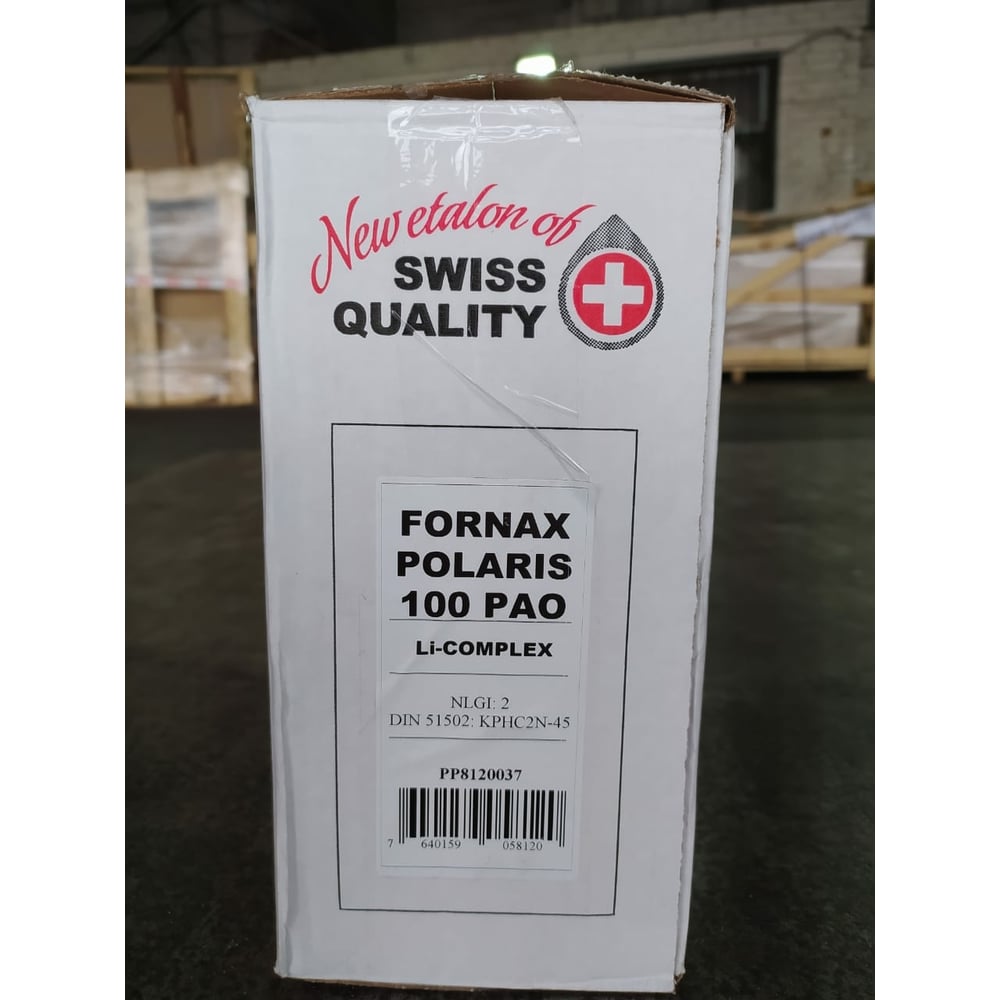 New etalon of
SWISS
QUALITY
FORNAX
POLARIS
100 PAO
Li-COMPLEX
NLGI: 2
DIN 51502: KPHC2N-45
PP8120037
7 640159 058120